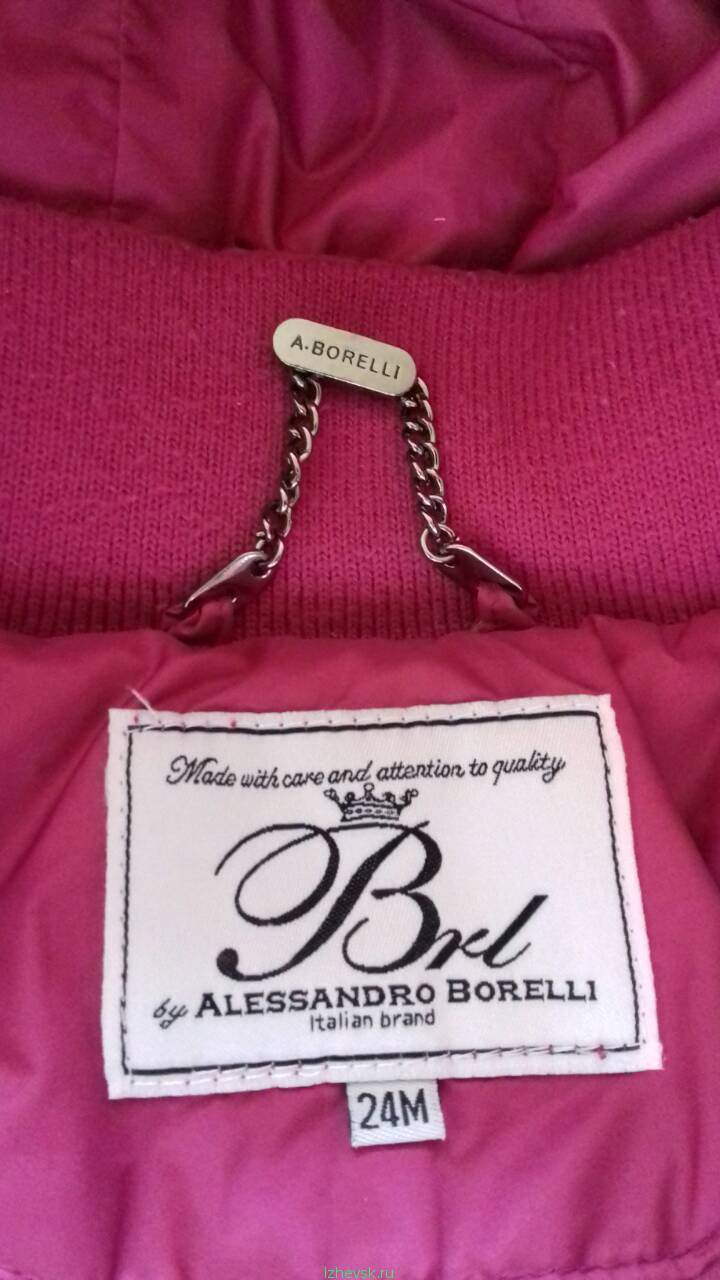 A·BORELLI
Made with care and attention to quality
Brl
by ALESSANDRO BORELLI
Italian brand
24M
Izhevsk.ru